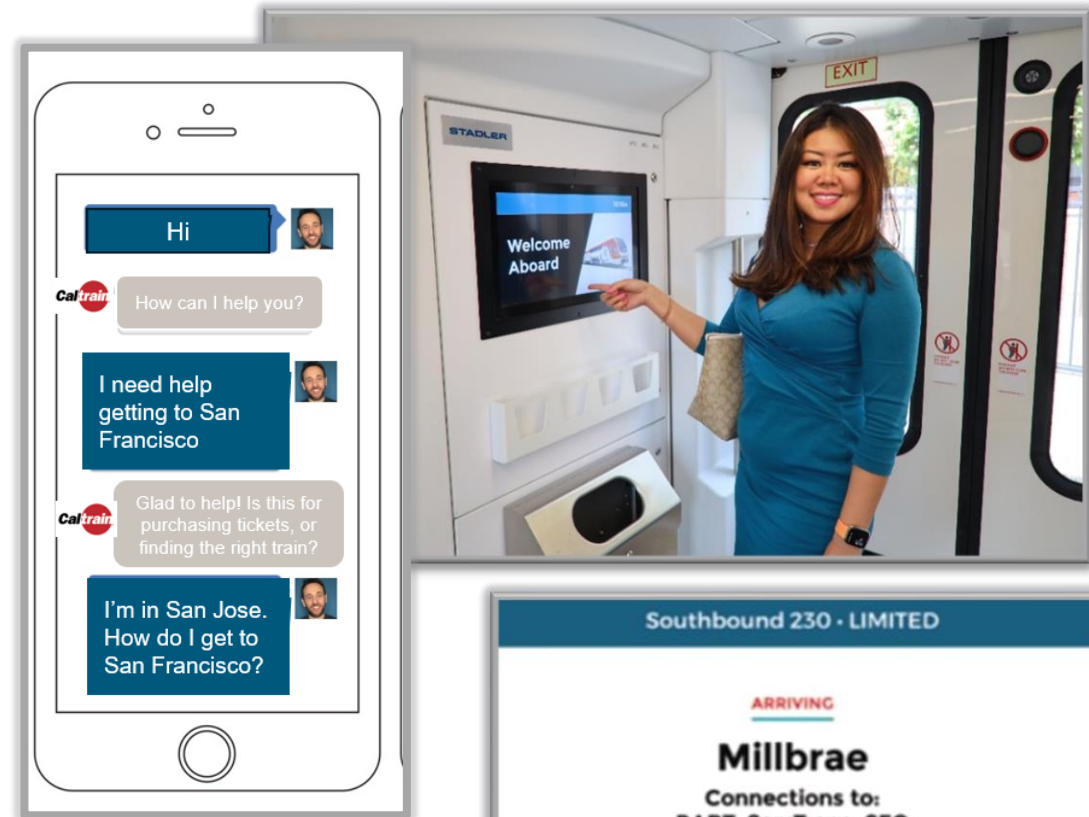 Hi
Caltrain
How can I help you?
I need help
getting to San
Francisco
Caltrain
Glad to help! Is this for
purchasing tickets, or
finding the right train?
I'm in San Jose.
How do I get to
San Francisco?
EXIT
STADLER
Welcome
Aboard
Southbound 230 • LIMITED
ARRIVING
Millbrae
Connections to: